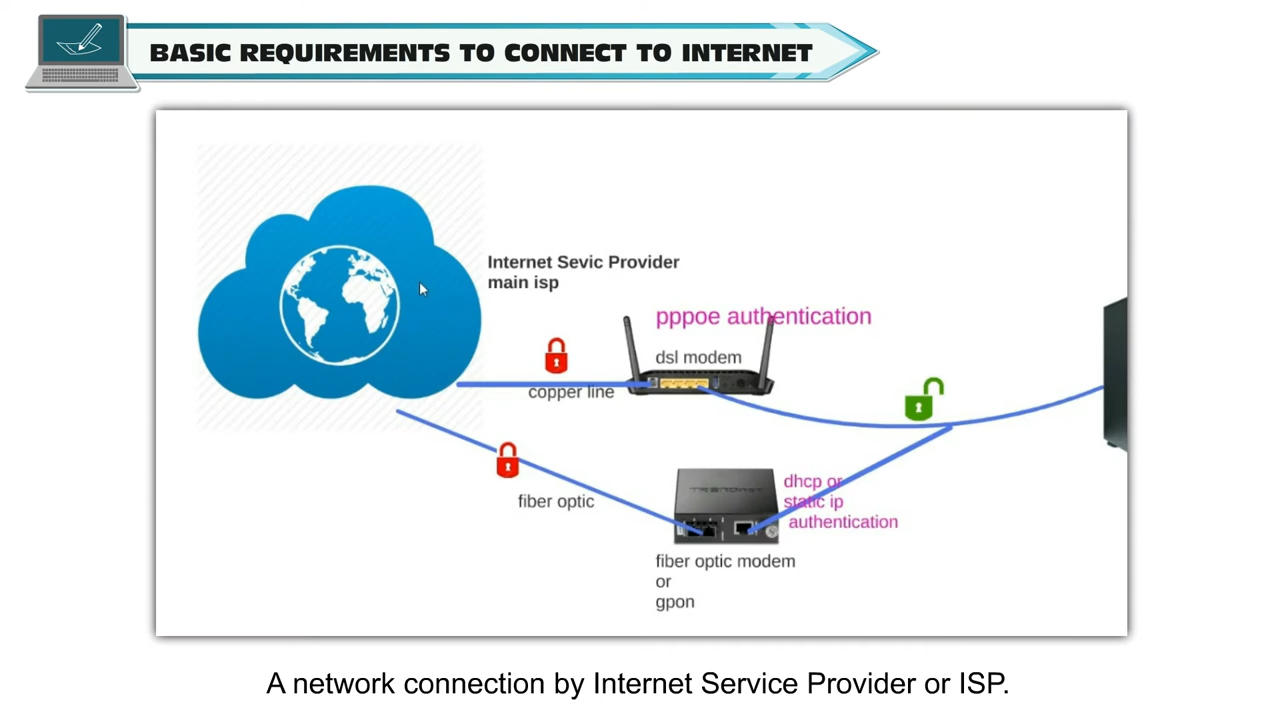 BASIC REQUIREMENTS TO CONNECT TO INTERNET
Internet Sevic Provider
main isp
pppoe authentication
dsl modem
copper line
fiber optic
TRENDNET
dhcp or
static ip
authentication
fiber optic modem
or
gpon
A network connection by Internet Service Provider or ISP.